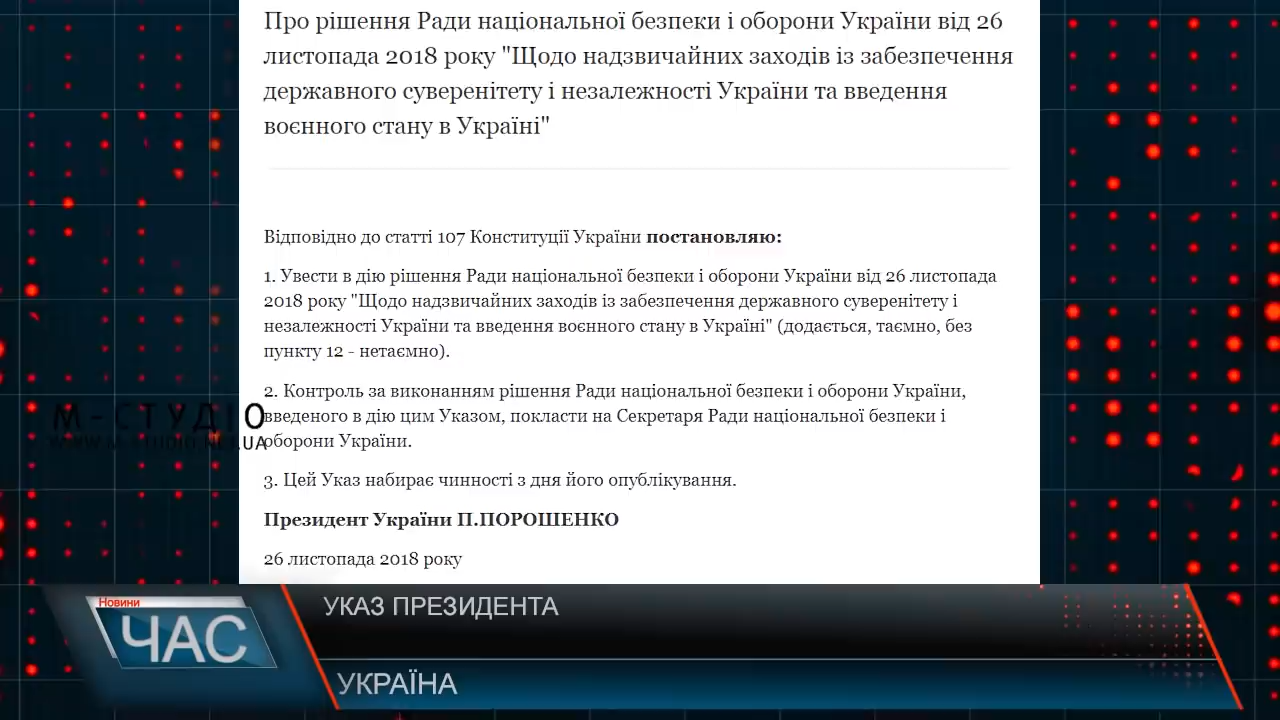 Про рішення Ради національної безпеки і оборони України від 26
листопада 2018 року "Щодо надзвичайних заходів із забезпечення
державного суверенітету і незалежності України та введення
воєнного стану в Україні"
Відповідно до статті 107 Конституції України постановляю:
1. Увести в дію рішення Ради національної безпеки і оборони України від 26 листопада
2018 року "Щодо надзвичайних заходів із забезпечення державного суверенітету і
незалежності України та введення воєнного стану в Україні" (додається, таємно, без
пункту 12 - нетаємно).
2. Контроль за виконанням рішення Ради національної безпеки і оборони України,
введеного в дію цим Указом, покласти на Секретаря Ради національної безпеки і
оборони України.
3. Цей Указ набирає чинності з дня його опублікування.
Президент України П.ПОРОШЕНКО
26 листопада 2018 року
М-СТУДІО
WWW.M-STUDIO.NET.UA
Новини
ЧАС
УКАЗ ПРЕЗИДЕНТА
УКРАЇНА